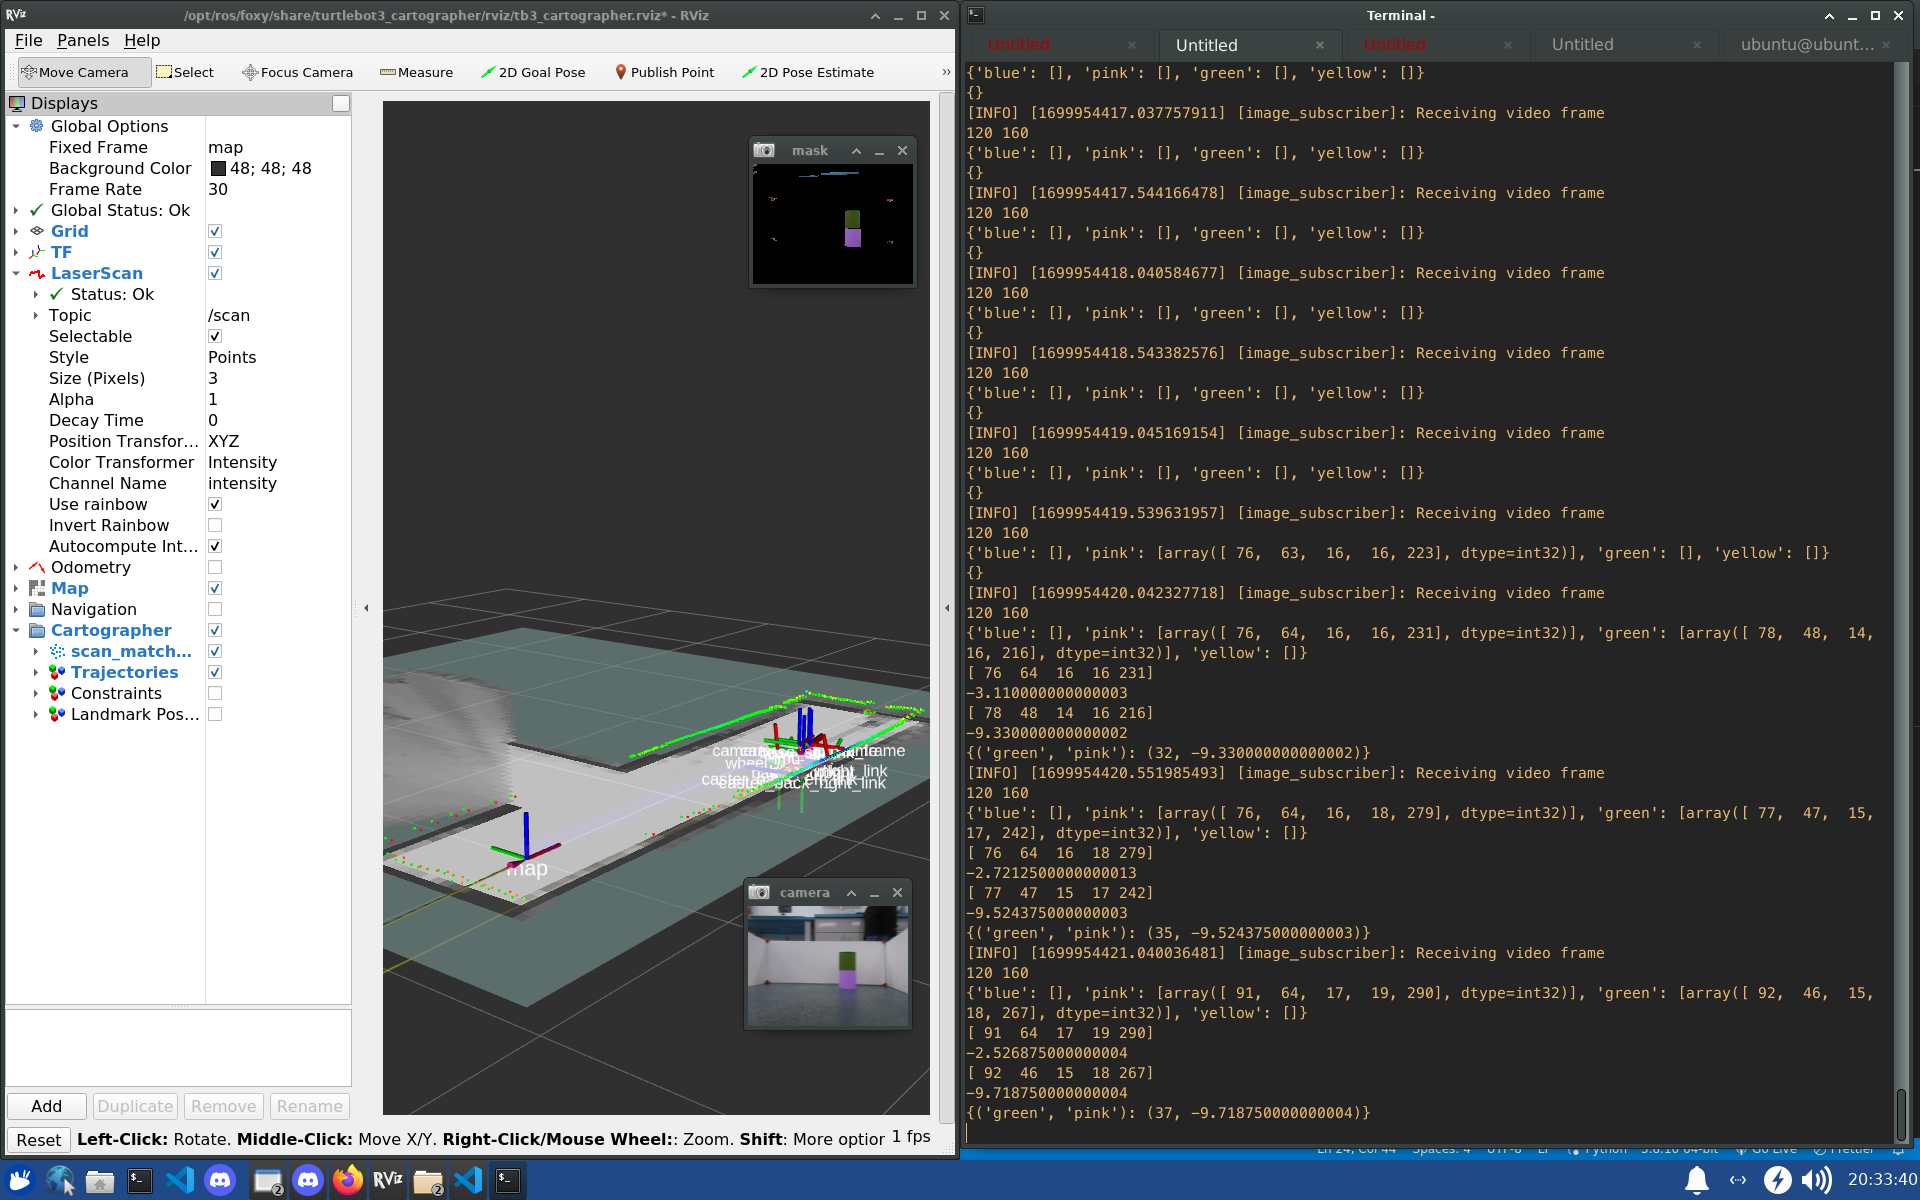 /opt/ros/foxy/share/turtlebot3_cartographer/rviz/tb3_cartographer.rviz* - RViz
File Panels Help
Move Camera Select Focus Camera Measure 2D Goal Pose Publish Point 2D Pose Estimate »
Displays
Global Options
Fixed Frame map
Background Color 48; 48; 48
Frame Rate 30
Global Status: Ok
Grid
TF
LaserScan
Status: Ok
Topic /scan
Selectable
Style Points
Size (Pixels) 3
Alpha 1
Decay Time 0
Position Transfor... XYZ
Color Transformer Intensity
Channel Name intensity
Use rainbow
Invert Rainbow
Autocompute Int...
Odometry
Map
Navigation
Cartographer
scan_match...
Trajectories
Constraints
Landmark Pos...
Add Duplicate Remove Rename
Reset Left-Click: Rotate. Middle-Click: Move X/Y. Right-Click/Mouse Wheel:: Zoom. Shift: More optior 1 fps
mask
map
camera
Terminal -
Untitled Untitled Untitled Untitled ubuntu@ubunt...
{'blue': [], 'pink': [], 'green': [], 'yellow': []}
{}
[INFO] [1699954417.037757911] [image_subscriber]: Receiving video frame
120 160
{'blue': [], 'pink': [], 'green': [], 'yellow': []}
{}
[INFO] [1699954417.544166478] [image_subscriber]: Receiving video frame
120 160
{'blue': [], 'pink': [], 'green': [], 'yellow': []}
{}
[INFO] [1699954418.040584677] [image_subscriber]: Receiving video frame
120 160
{'blue': [], 'pink': [], 'green': [], 'yellow': []}
{}
[INFO] [1699954418.543382576] [image_subscriber]: Receiving video frame
120 160
{'blue': [], 'pink': [], 'green': [], 'yellow': []}
{}
[INFO] [1699954419.045169154] [image_subscriber]: Receiving video frame
120 160
{'blue': [], 'pink': [], 'green': [], 'yellow': []}
{}
[INFO] [1699954419.539631957] [image_subscriber]: Receiving video frame
120 160
{'blue': [], 'pink': [array([ 76,  63,  16,  16, 223], dtype=int32)], 'green': [], 'yellow': []}
{}
[INFO] [1699954420.042327718] [image_subscriber]: Receiving video frame
120 160
{'blue': [], 'pink': [array([ 76,  64,  16,  16, 231], dtype=int32)], 'green': [array([ 78,  48,  14,
16, 216], dtype=int32)], 'yellow': []}
[ 76  64  16  16 231]
-3.110000000000003
[ 78  48  14  16 216]
-9.330000000000002
{('green', 'pink'): (32, -9.330000000000002)}
[INFO] [1699954420.551985493] [image_subscriber]: Receiving video frame
120 160
{'blue': [], 'pink': [array([ 76,  64,  16,  18, 279], dtype=int32)], 'green': [array([ 77,  47,  15,
17, 242], dtype=int32)], 'yellow': []}
[ 76  64  16  18 279]
-2.7212500000000013
[ 77  47  15  17 242]
-9.524375000000003
{('green', 'pink'): (35, -9.524375000000003)}
[INFO] [1699954421.040036481] [image_subscriber]: Receiving video frame
120 160
{'blue': [], 'pink': [array([ 91,  64,  17,  19, 290], dtype=int32)], 'green': [array([ 92,  46,  15,
18, 267], dtype=int32)], 'yellow': []}
[ 91  64  17  19 290]
-2.526875000000004
[ 92  46  15  18 267]
-9.718750000000004
{('green', 'pink'): (37, -9.718750000000004)}
RViz
2
2
20:33:40